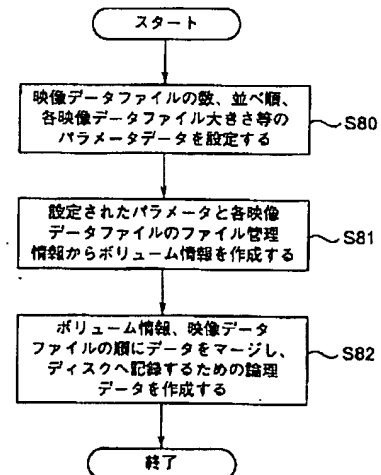 スタート
映像データファイルの数、並べ順、
各映像データファイル大きさ等の
パラメータデータを設定する
S80
設定されたパラメータと各映像
データファイルのファイル管理
情報からボリューム情報を作成する
S81
ボリューム情報、映像データ
ファイルの順にデータをマージし、
ディスクへ記録するための論理
データを作成する
S82
終了